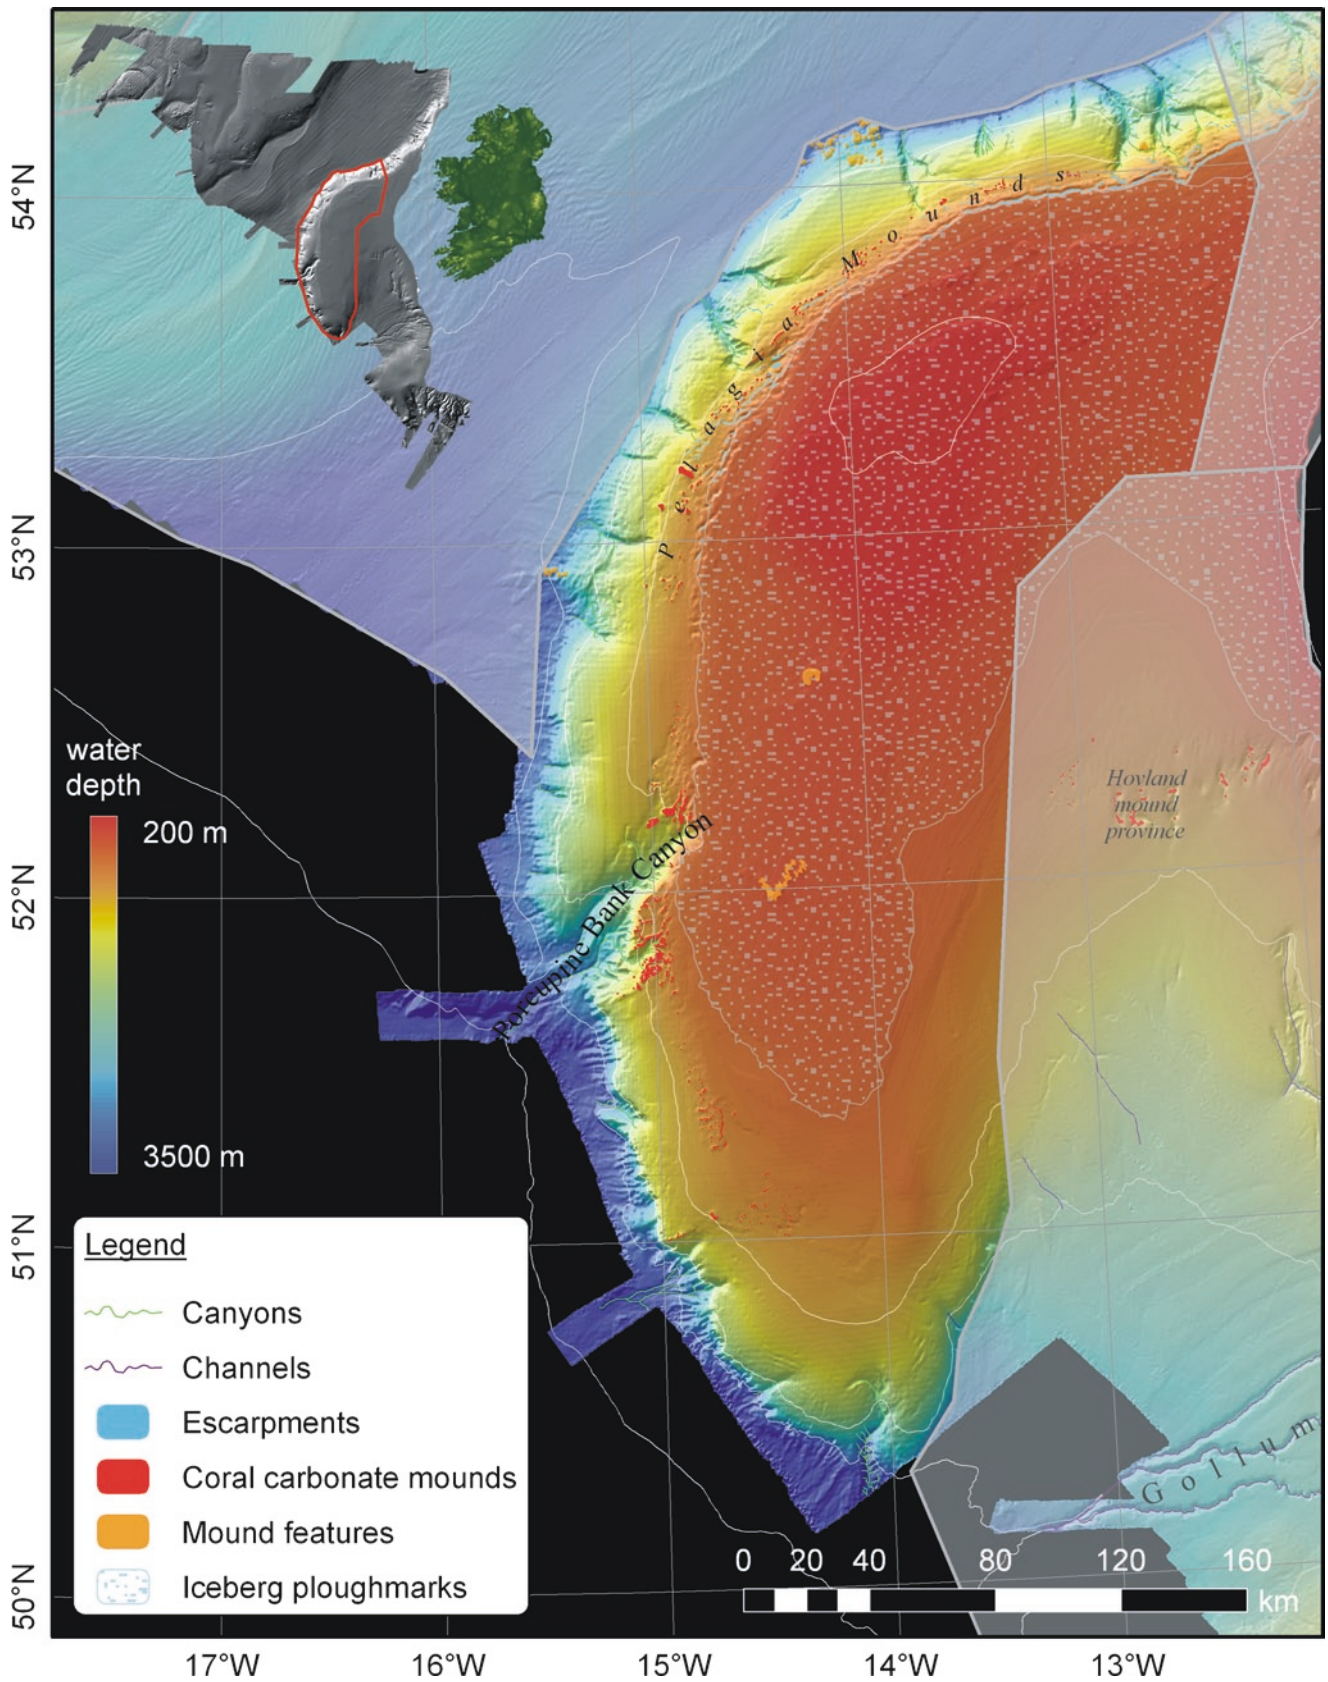 54°N
53°N
52°N
51°N
50°N
Pelagia Mounds
Porcupine Bank Canyon
Hovland
mound
province
Gollum
water
depth
200 m
3500 m
Legend
Canyons
Channels
Escarpments
Coral carbonate mounds
Mound features
Iceberg ploughmarks
0 20 40 80 120 160
km
17°W 16°W 15°W 14°W 13°W